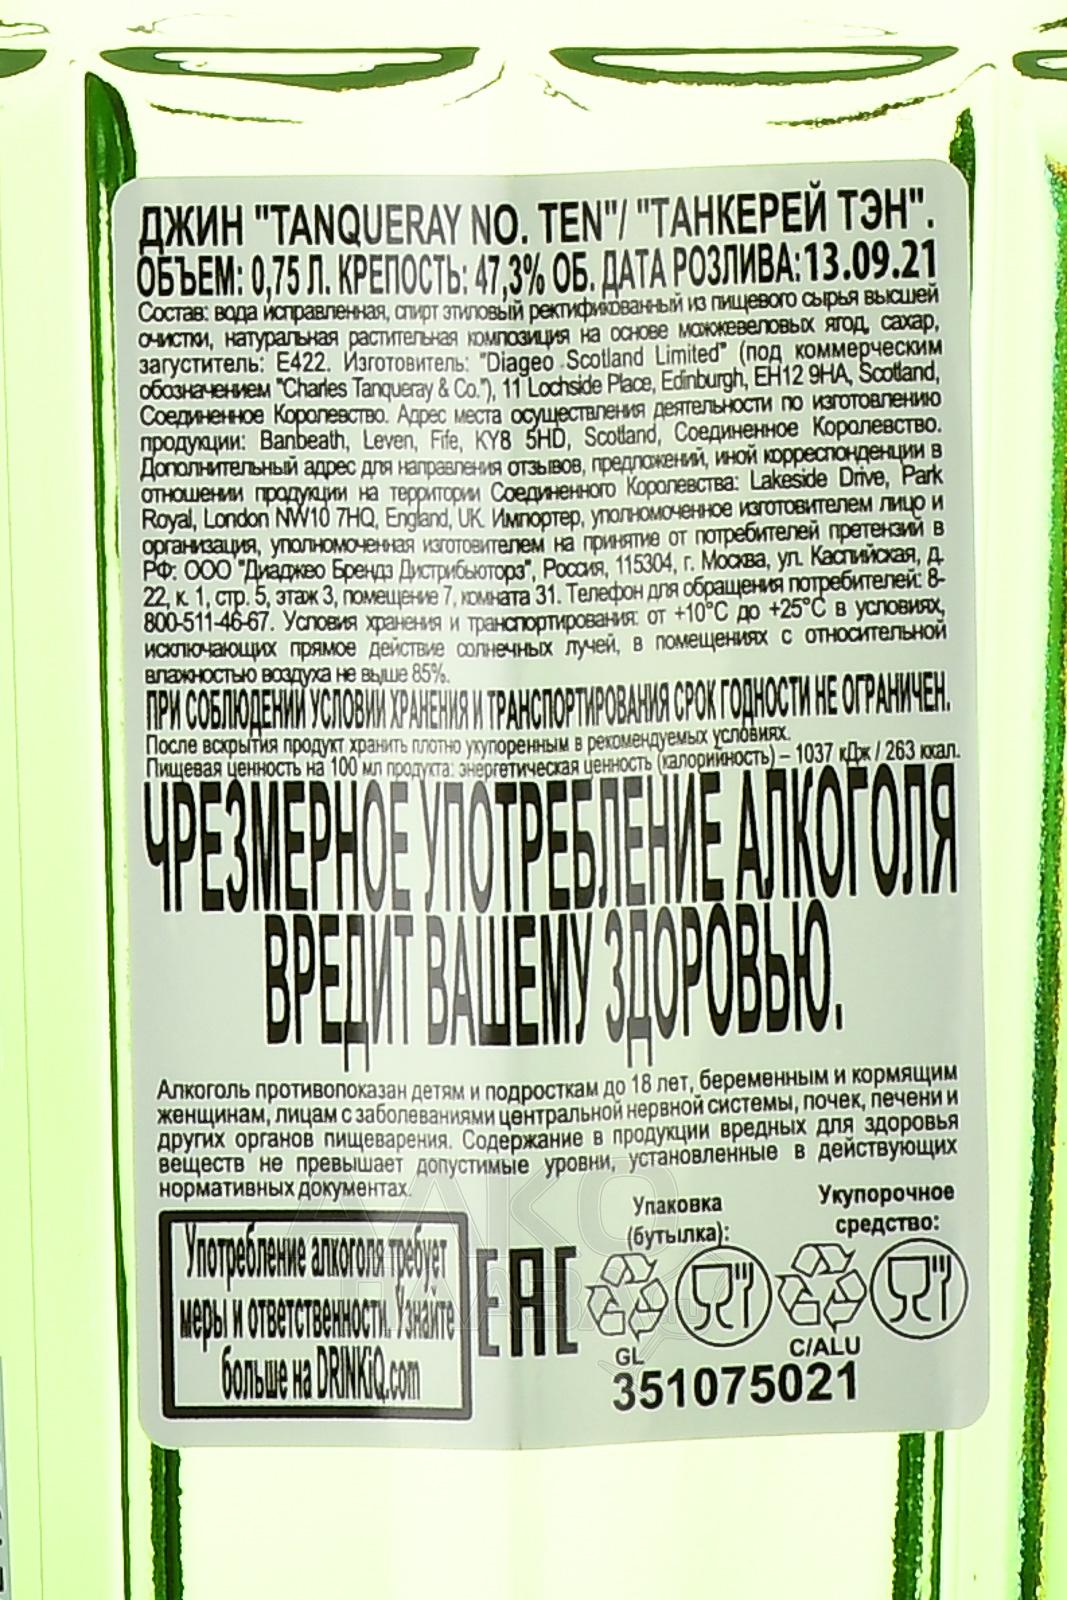 ДЖИН "TANQUERAY NO. TEN"/ "ТАНКЕРЕЙ ТЭН".
ОБЪЕМ: 0,75 Л. КРЕПОСТЬ: 47,3% ОБ. ДАТА РОЗЛИВА: 13.09.21
Состав: вода исправленная, спирт этиловый ректификованный из пищевого сырья высшей
очистки, натуральная растительная композиция на основе можжевеловых ягод, сахар,
загуститель: E422. Изготовитель: "Diageo Scotland Limited" (под коммерческим
обозначением "Charles Tanqueray & Co."), 11 Lochside Place, Edinburgh, EH12 9HA, Scotland,
Соединенное Королевство. Адрес места осуществления деятельности по изготовлению
продукции: Banbeath, Leven, Fife, KY8 5HD, Scotland, Соединенное Королевство.
Дополнительный адрес для направления отзывов, предложений, иной корреспонденции в
отношении продукции на территории Соединенного Королевства: Lakeside Drive, Park
Royal, London NW10 7HQ, England, UK. Импортер, уполномоченное изготовителем лицо и
организация, уполномоченная изготовителем на принятие от потребителей претензий в
РФ: ООО "Диаджео Брендз Дистрибьюторз", Россия, 115304, г. Москва, ул. Каспийская, д.
22, к. 1, стр. 5, этаж 3, помещение 7, комната 31. Телефон для обращения потребителей: 8-
800-511-46-67. Условия хранения и транспортирования: от +10°C до +25°C в условиях,
исключающих прямое действие солнечных лучей, в помещениях с относительной
влажностью воздуха не выше 85%.
ПРИ СОБЛЮДЕНИИ УСЛОВИЙ ХРАНЕНИЯ И ТРАНСПОРТИРОВАНИЯ СРОК ГОДНОСТИ НЕ ОГРАНИЧЕН.
После вскрытия продукт хранить плотно укупоренным в рекомендуемых условиях.
Пищевая ценность на 100 мл продукта: энергетическая ценность (калорийность) – 1037 кДж / 263 ккал.
ЧРЕЗМЕРНОЕ УПОТРЕБЛЕНИЕ АЛКОГОЛЯ
ВРЕДИТ ВАШЕМУ ЗДОРОВЬЮ.
Алкоголь противопоказан детям и подросткам до 18 лет, беременным и кормящим
женщинам, лицам с заболеваниями центральной нервной системы, почек, печени и
других органов пищеварения. Содержание в продукции вредных для здоровья
веществ не превышает допустимые уровни, установленные в действующих
нормативных документах.
Упаковка
(бутылка):
Укупорочное
средство:
Употребление алкоголя требует
меры и ответственности. Узнайте
больше на DRINKiQ.com
EAC
GL
C/ALU
351075021